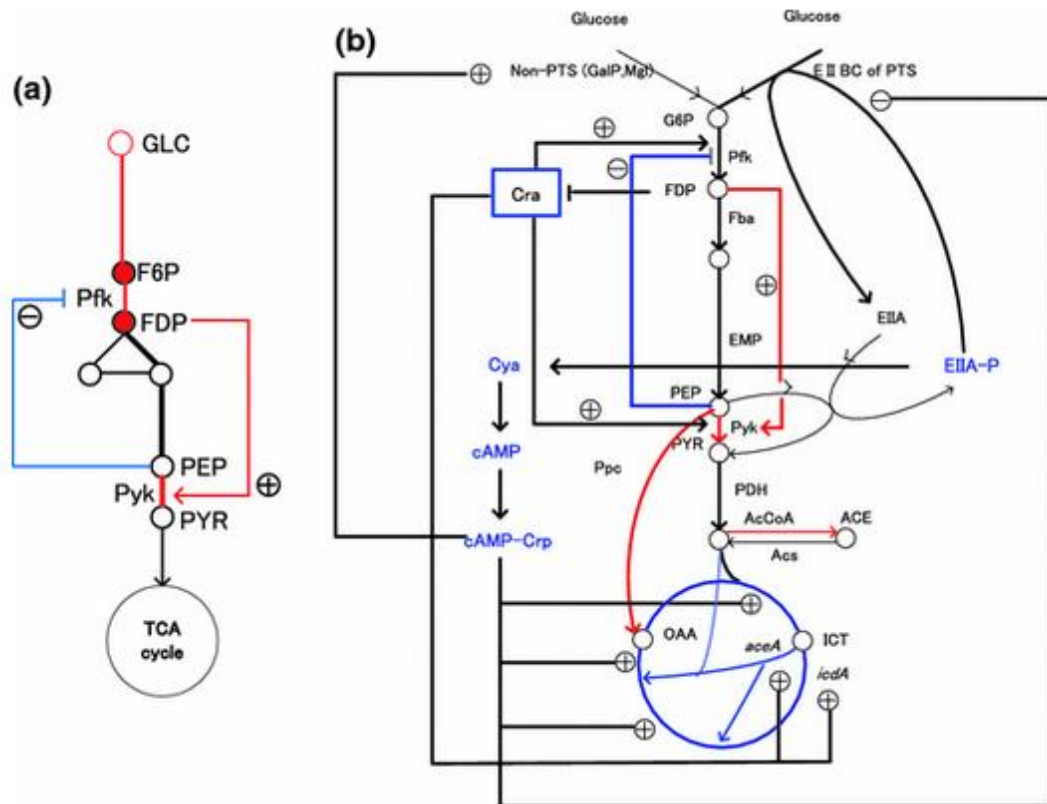 (a)
GLC
F6P
Pfk
⊖
FDP
PEP
Pyk
⊕
PYR
TCA
cycle
(b)
Glucose
Glucose
⊕
Non-PTS (GalP,Mgl)
EⅡBC of PTS
⊖
G6P
⊕
Pfk
⊖
Cra
FDP
Fba
⊕
EⅡA
EMP
Cya
EⅡA-P
PEP
⊕
Pyk
PYR
cAMP
Ppc
PDH
cAMP-Crp
AcCoA
ACE
Acs
⊕
OAA
aceA
ICT
⊕
icdA
⊕
⊕
⊕